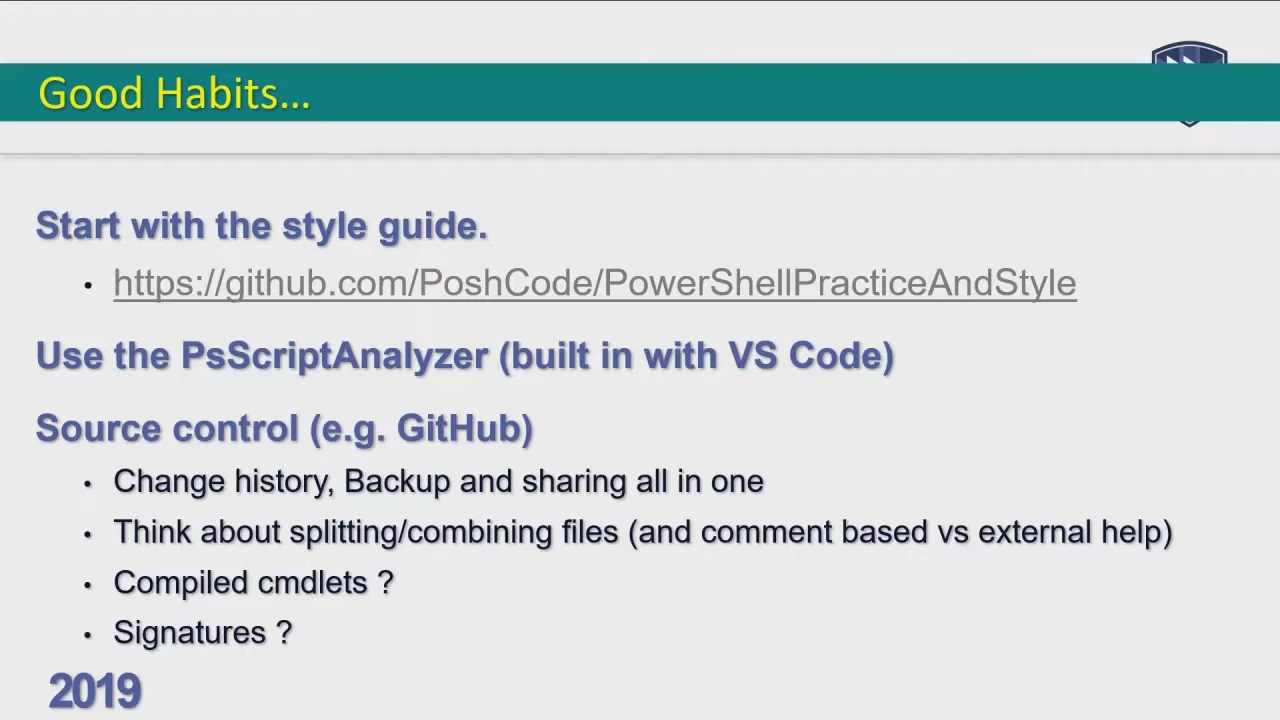 Good Habits...
Start with the style guide.
• https://github.com/PoshCode/PowerShellPracticeAndStyle
Use the PsScriptAnalyzer (built in with VS Code)
Source control (e.g. GitHub)
• Change history, Backup and sharing all in one
• Think about splitting/combining files (and comment based vs external help)
• Compiled cmdlets ?
• Signatures ?
2019